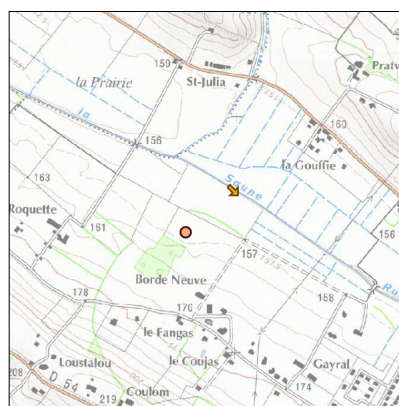 159
la Prairie
St-Julia
Pratv
160
la
156
la Gouffie
163
Saune
Roquette
161
156
157
Borde Neuve
178
170
158
Ru
le Fangas
le Coujas
Loustalou
Gayral
208
D 54
174
219
Coulom